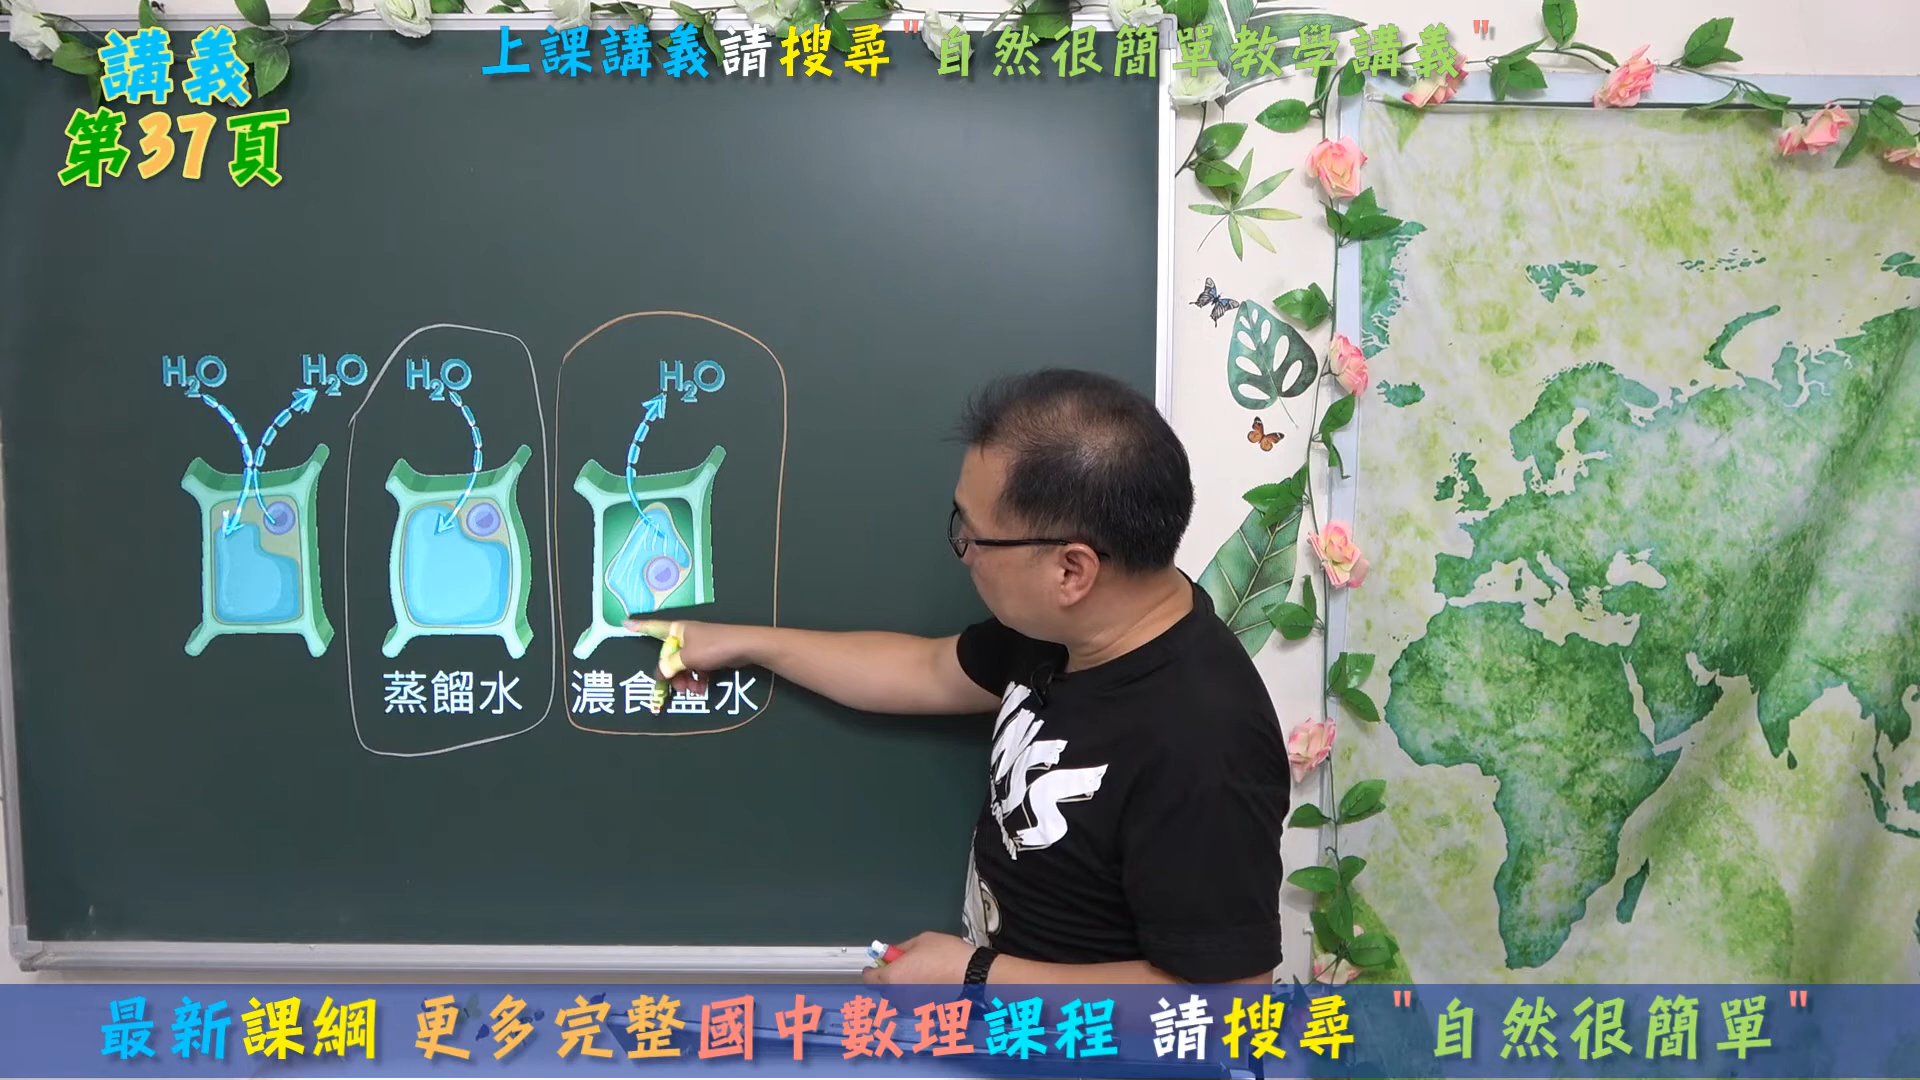 講義
第37頁
上課講義請搜尋"自然很簡單教學講義"
H₂O H₂O H₂O H₂O
蒸餾水 濃食鹽水
最新課綱 更多完整國中數理課程 請搜尋 "自然很簡單"